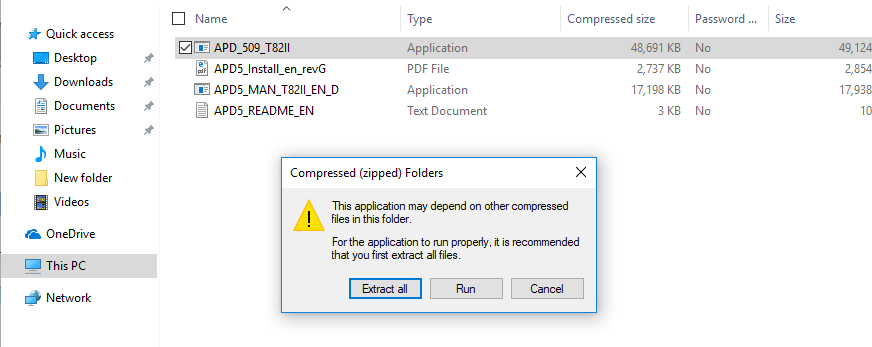 Name Type Compressed size Password ... Size
Quick access
Desktop
Downloads
Documents
Pictures
Music
New folder
Videos
OneDrive
This PC
Network
APD_509_T82II Application 48,691 KB No 49,124
APD5_Install_en_revG PDF File 2,737 KB No 2,854
APD5_MAN_T82II_EN_D Application 17,198 KB No 17,938
APD5_README_EN Text Document 3 KB No 10
Compressed (zipped) Folders
This application may depend on other compressed
files in this folder.
For the application to run properly, it is recommended
that you first extract all files.
Extract all Run Cancel